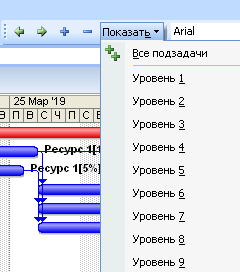 Показать Arial
Все подзадачи
Уровень 1
Уровень 2
Уровень 3
Уровень 4
Уровень 5
Уровень 6
Уровень 7
Уровень 8
Уровень 9
25 Мар '19
П В С Ч П С В П В
Ресурс 1[1
Ресурс 1[5%]